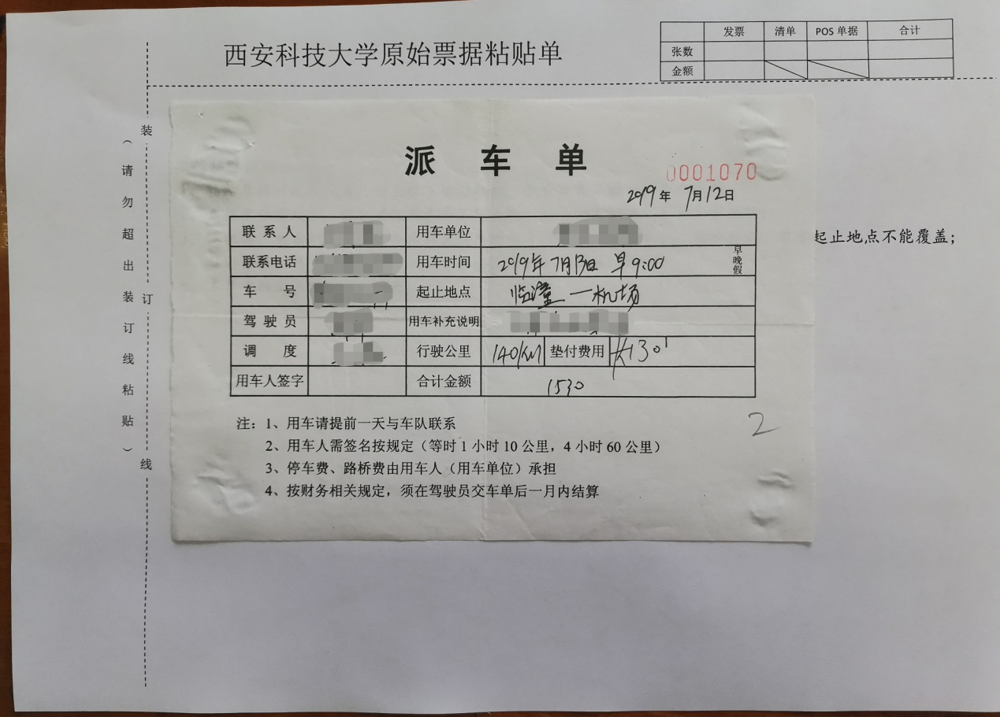 西安科技大学原始票据粘贴单
发票 清单 POS 单据 合计
张数
金额
装 订 线
（请勿超出装订线粘贴）
派车单
0001070
2019年 7月12日
起止地点不能覆盖；
联系人 用车单位
联系电话 用车时间 2019年7月13日 早9:00 早晚假
车号 起止地点 临潼—机场
驾驶员 用车补充说明
调度 行驶公里 140KM 垫付费用 130
用车人签字 合计金额 1530
注：1、用车请提前一天与车队联系
2、用车人需签名按规定（等时1小时10公里，4小时60公里）
3、停车费、路桥费由用车人（用车单位）承担
4、按财务相关规定，须在驾驶员交车单后一月内结算
2